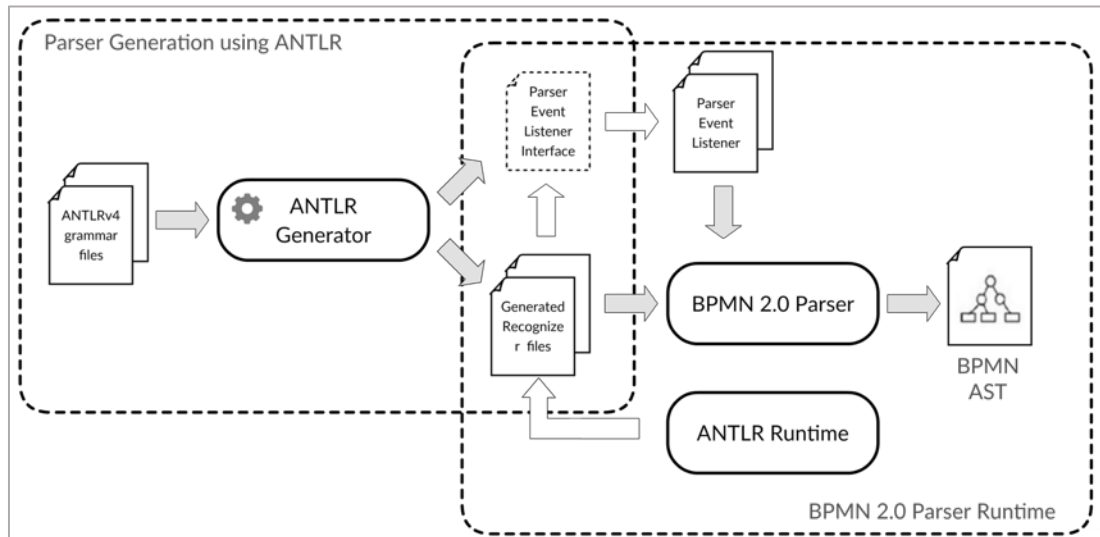 Parser Generation using ANTLR
Parser
Event
Listener
Interface
Parser
Event
Listener
ANTLRv4
grammar
files
ANTLR
Generator
Generated
Recognize
r files
BPMN 2.0 Parser
BPMN
AST
ANTLR Runtime
BPMN 2.0 Parser Runtime